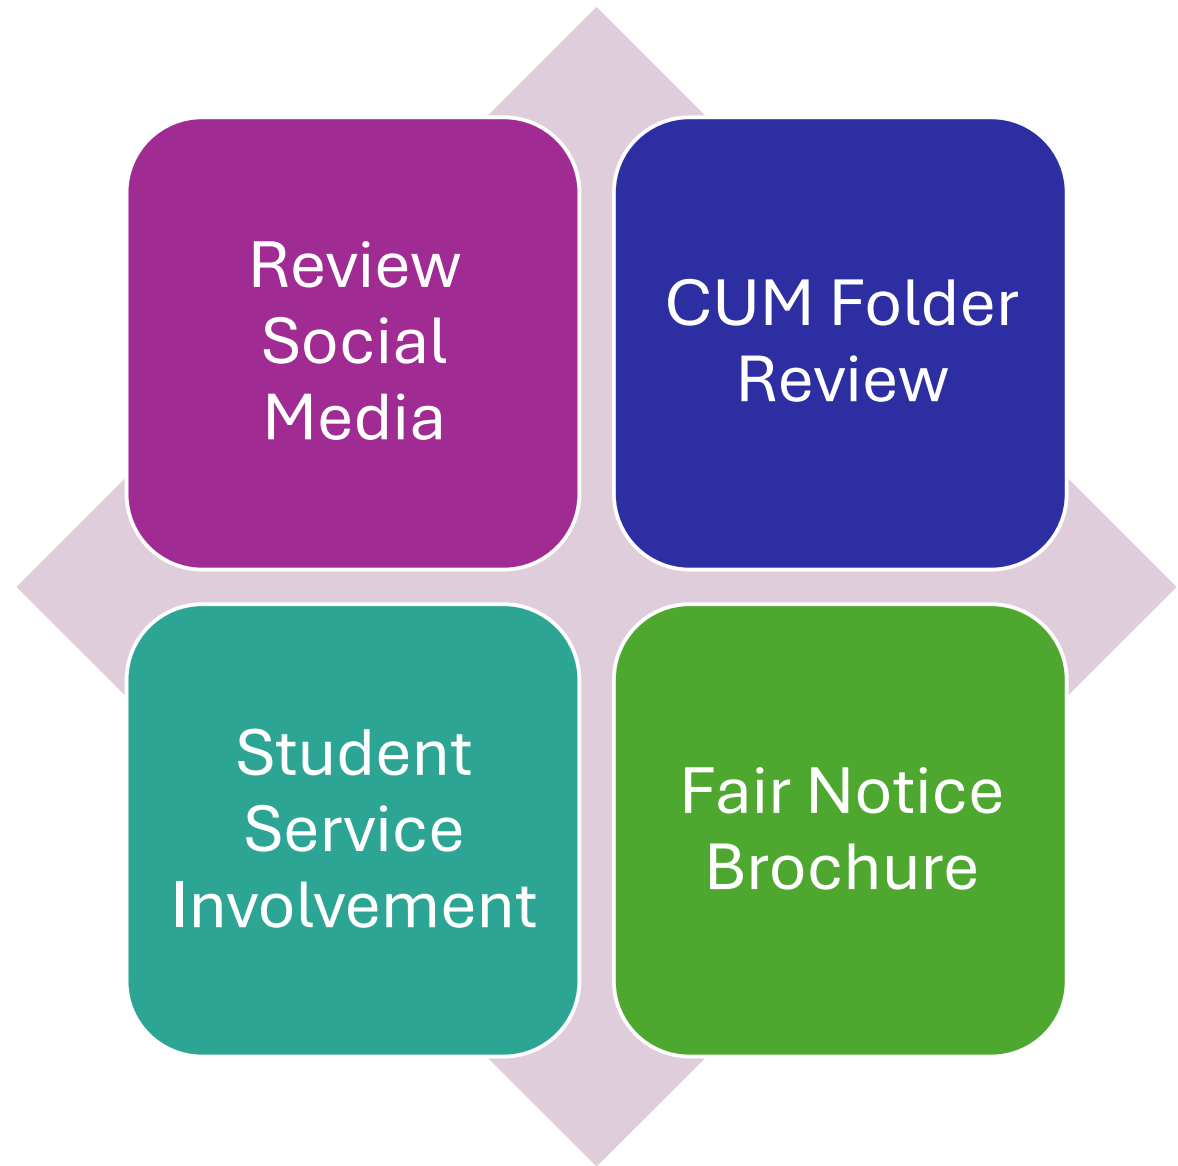 Review
Social
Media
CUM Folder
Review
Student
Service
Involvement
Fair Notice
Brochure